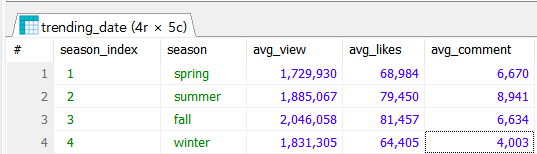 trending_date (4r × 5c)
# season_index season avg_view avg_likes avg_comment
1 1 spring 1,729,930 68,984 6,670
2 2 summer 1,885,067 79,450 8,941
3 3 fall 2,046,058 81,457 6,634
4 4 winter 1,831,305 64,405 4,003